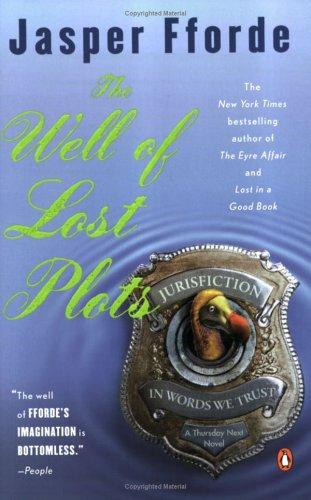 Jasper Fforde
The
Well of
Lost
Plots
The
New York Times
bestselling
author of
The Eyre Affair
and
Lost in a
Good Book
JURISFICTION
IN WORDS WE TRUST
A Thursday Next
Novel
"The well
of FFORDE'S
IMAGINATION is
BOTTOMLESS."
—People